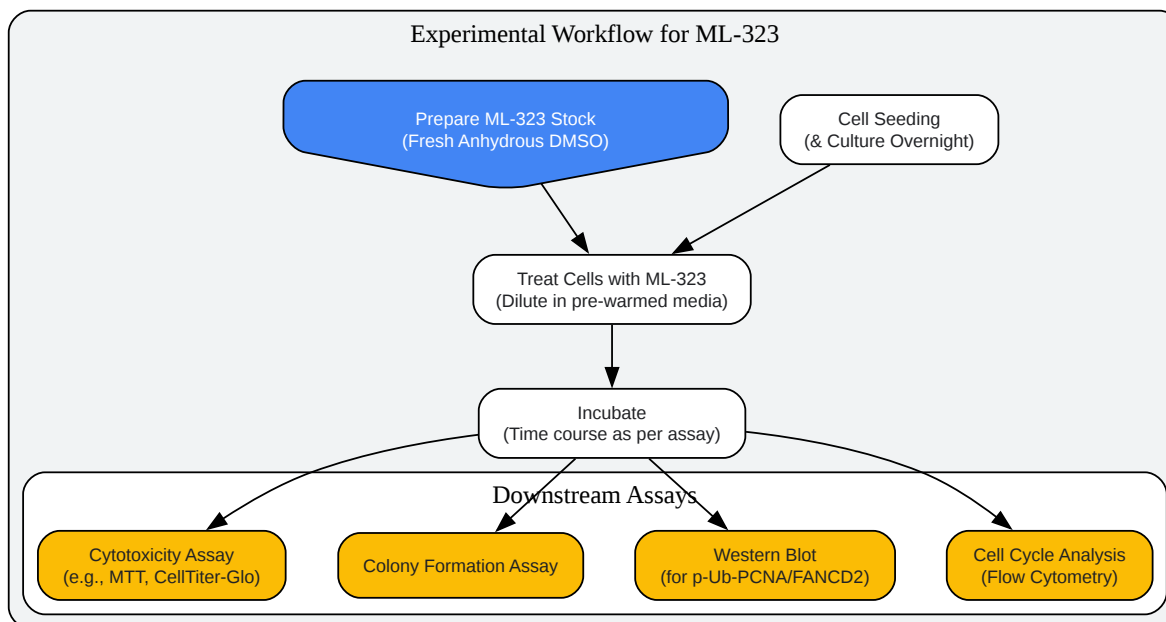 Experimental Workflow for ML-323
Prepare ML-323 Stock
(Fresh Anhydrous DMSO)
Cell Seeding
(& Culture Overnight)
Treat Cells with ML-323
(Dilute in pre-warmed media)
Incubate
(Time course as per assay)
Downstream Assays
Cytotoxicity Assay
(e.g., MTT, CellTiter-Glo)
Colony Formation Assay
Western Blot
(for p-Ub-PCNA/FANCD2)
Cell Cycle Analysis
(Flow Cytometry)